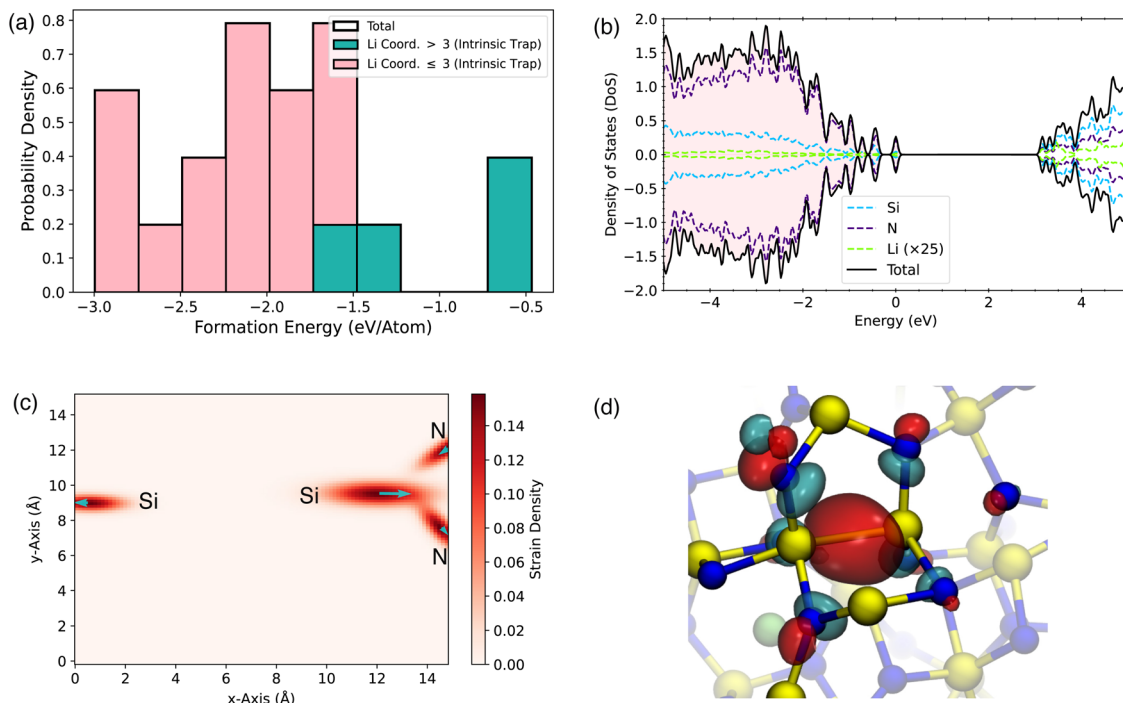 (a)
Total
Li Coord. > 3 (Intrinsic Trap)
Li Coord. ≤ 3 (Intrinsic Trap)
0.8
0.7
0.6
0.5
0.4
0.3
0.2
0.1
0.0
Probability Density
−3.0 −2.5 −2.0 −1.5 −1.0 −0.5
Formation Energy (eV/Atom)
(b)
2.0
1.5
1.0
0.5
0.0
−0.5
−1.0
−1.5
−2.0
Density of States (DoS)
Si
N
Li (×25)
Total
−4 −2 0 2 4
Energy (eV)
(c)
14
12
10
8
6
4
2
0
y-Axis (Å)
N
Si
Si
N
0 2 4 6 8 10 12 14
x-Axis (Å)
0.14
0.12
0.10
0.08
0.06
0.04
0.02
0.00
Strain Density
(d)